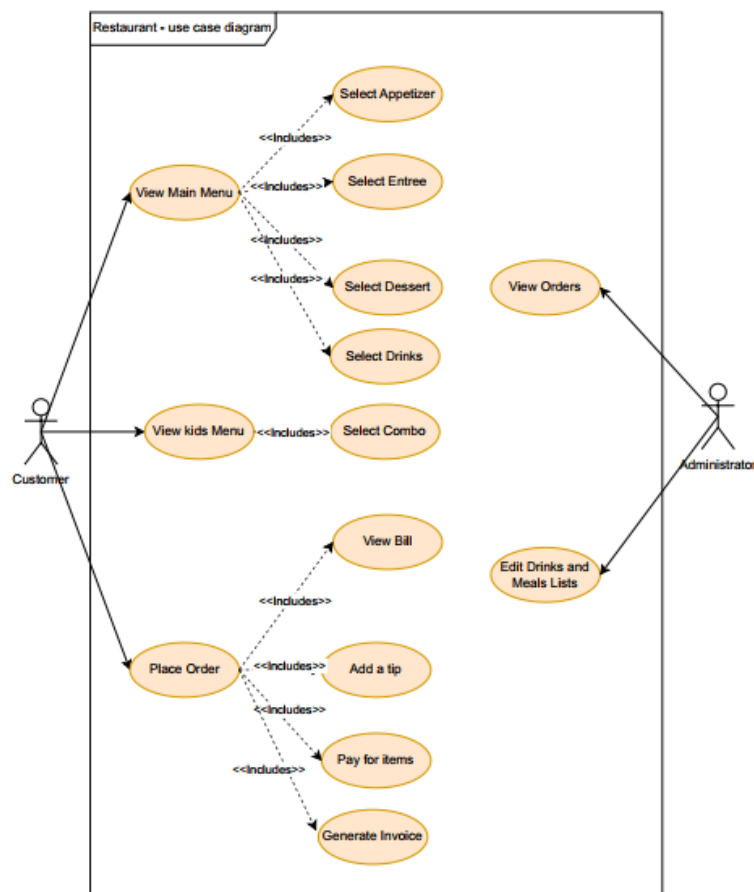 Restaurant - use case diagram
Select Appetizer
<<Includes>>
View Main Menu
<<Includes>>
Select Entree
<<Includes>>
<<Includes>>
Select Dessert
View Orders
Select Drinks
View kids Menu
<<Includes>>
Select Combo
Customer
Administrator
View Bill
Edit Drinks and
Meals Lists
<<Includes>>
Place Order
<<Includes>>
Add a tip
<<Includes>>
Pay for items
<<Includes>>
Generate Invoice